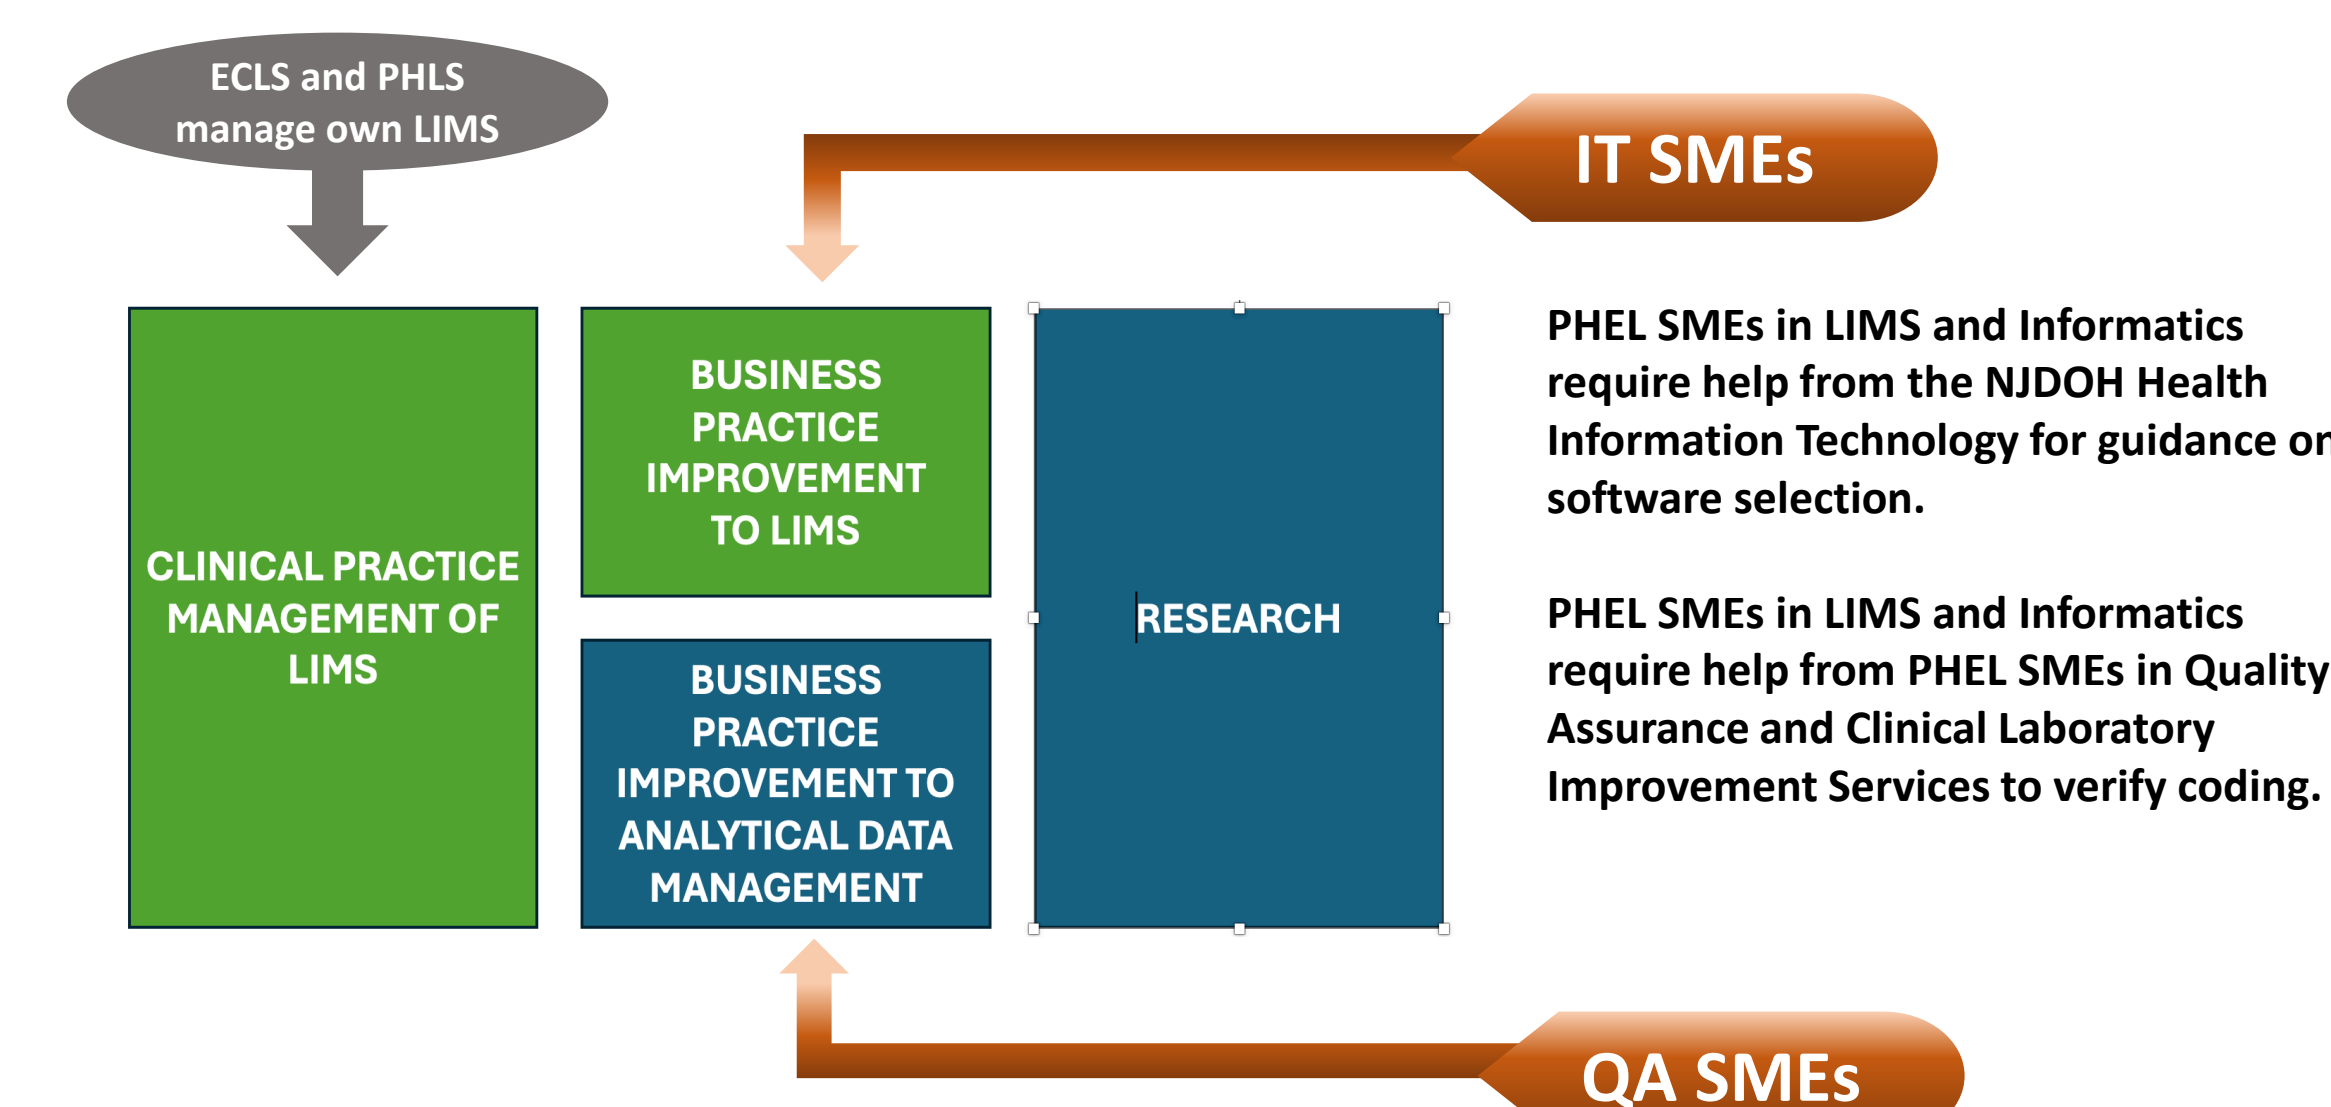 ECLS and PHLS
manage own LIMS
IT SMEs
CLINICAL PRACTICE
MANAGEMENT OF
LIMS
BUSINESS
PRACTICE
IMPROVEMENT
TO LIMS
BUSINESS
PRACTICE
IMPROVEMENT TO
ANALYTICAL DATA
MANAGEMENT
RESEARCH
PHEL SMEs in LIMS and Informatics
require help from the NJDOH Health
Information Technology for guidance on
software selection.
PHEL SMEs in LIMS and Informatics
require help from PHEL SMEs in Quality
Assurance and Clinical Laboratory
Improvement Services to verify coding.
QA SMEs